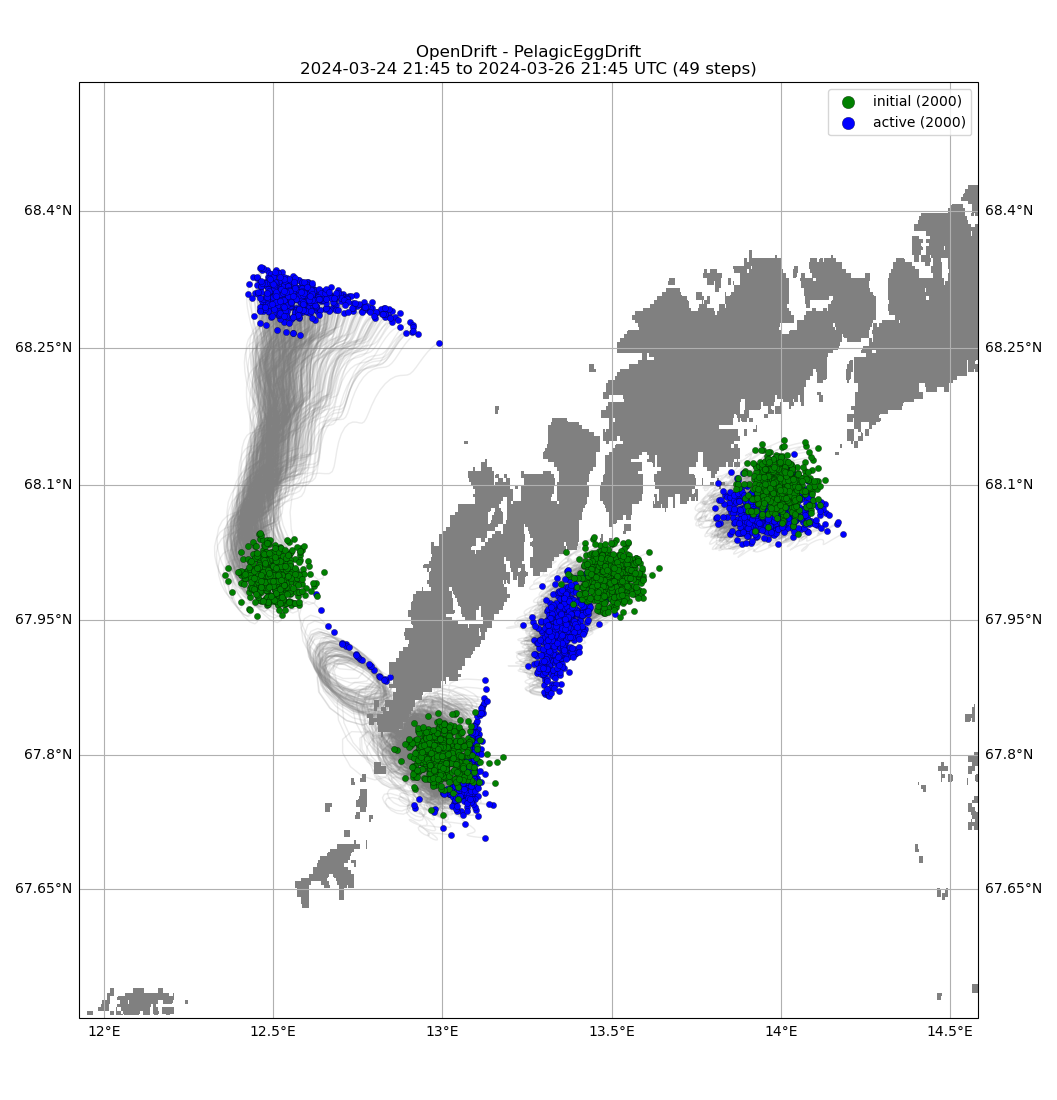 OpenDrift - PelagicEggDrift
2024-03-24 21:45 to 2024-03-26 21:45 UTC (49 steps)
initial (2000)
active (2000)
68.4°N
68.4°N
68.25°N
68.25°N
68.1°N
68.1°N
67.95°N
67.95°N
67.8°N
67.8°N
67.65°N
67.65°N
12°E
12.5°E
13°E
13.5°E
14°E
14.5°E